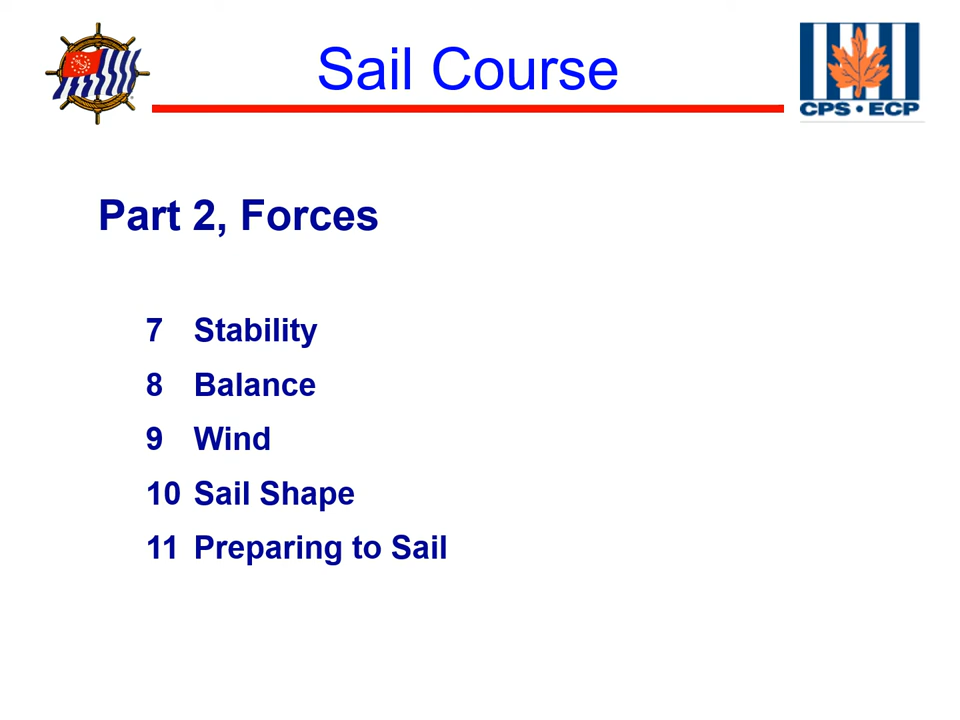 Sail Course
CPS • ECP
Part 2, Forces
7 Stability
8 Balance
9 Wind
10 Sail Shape
11 Preparing to Sail